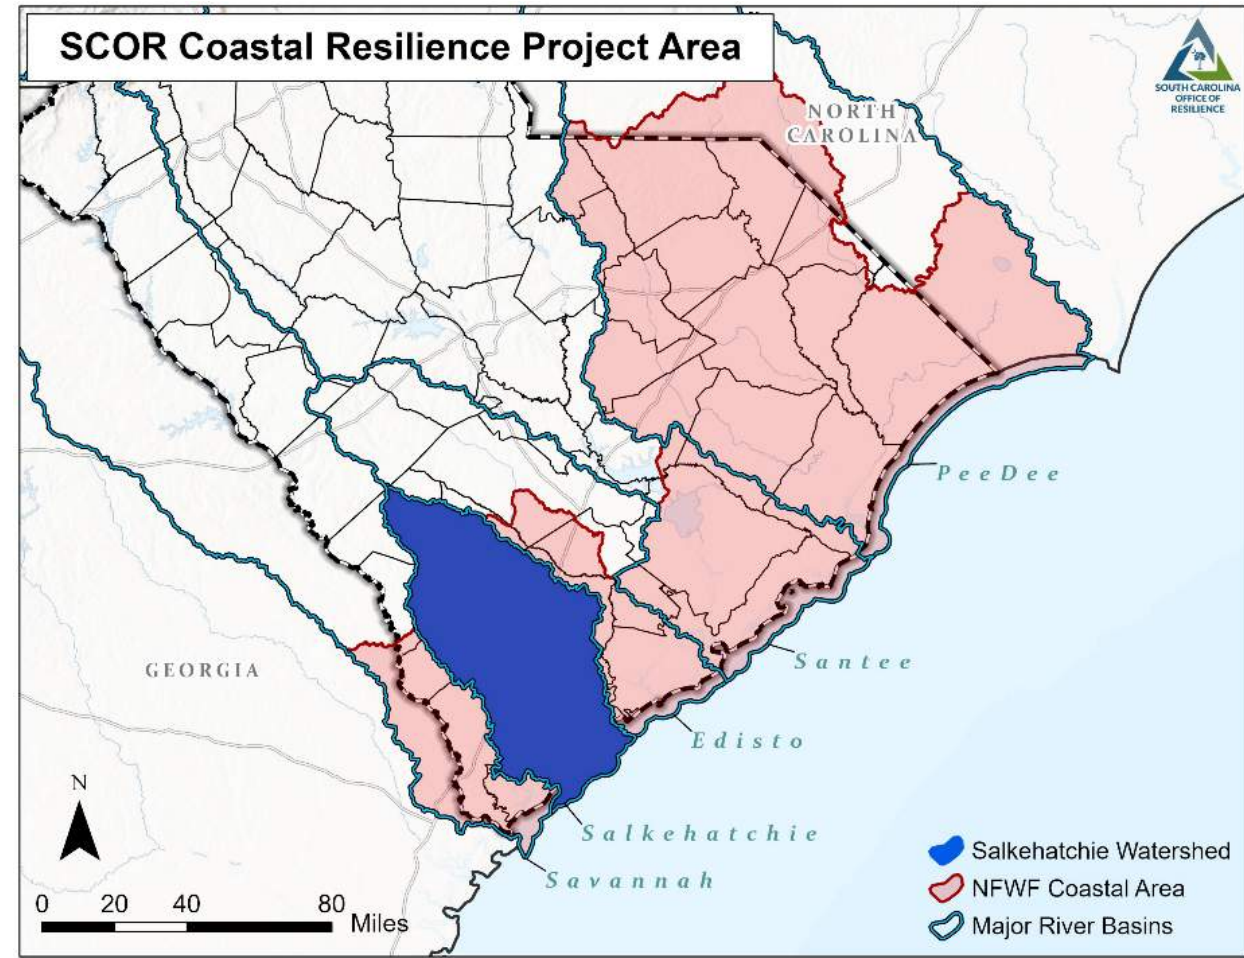 SCOR Coastal Resilience Project Area
SOUTH CAROLINA
OFFICE OF
RESILIENCE
NORTH
CAROLINA
PeeDee
Santee
GEORGIA
Edisto
N
Salkehatchie
Savannah
0 20 40 80 Miles
Salkehatchie Watershed
NFWF Coastal Area
Major River Basins